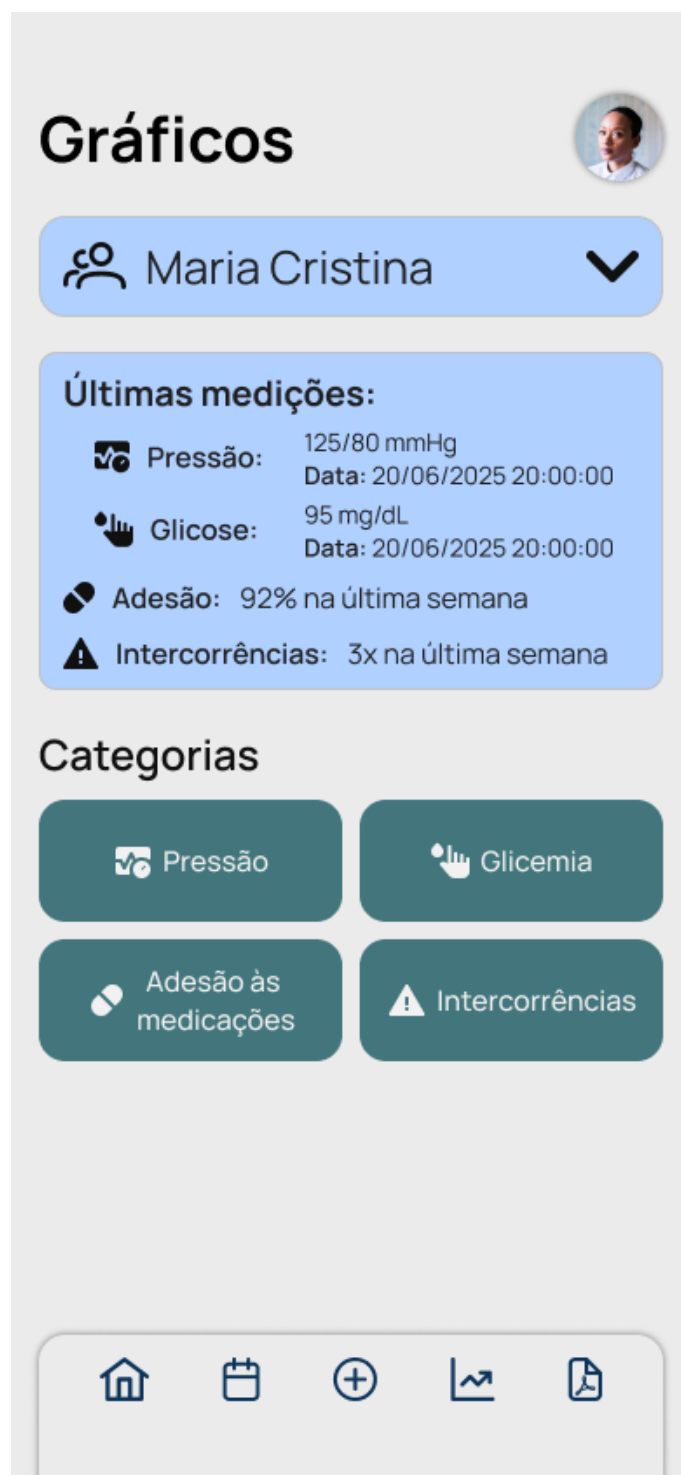 Gráficos
Maria Cristina
Últimas medições:
Pressão:
125/80 mmHg
Data: 20/06/2025 20:00:00
Glicose:
95 mg/dL
Data: 20/06/2025 20:00:00
Adesão: 92% na última semana
Intercorrências: 3x na última semana
Categorias
Pressão
Glicemia
Adesão às
medicações
Intercorrências